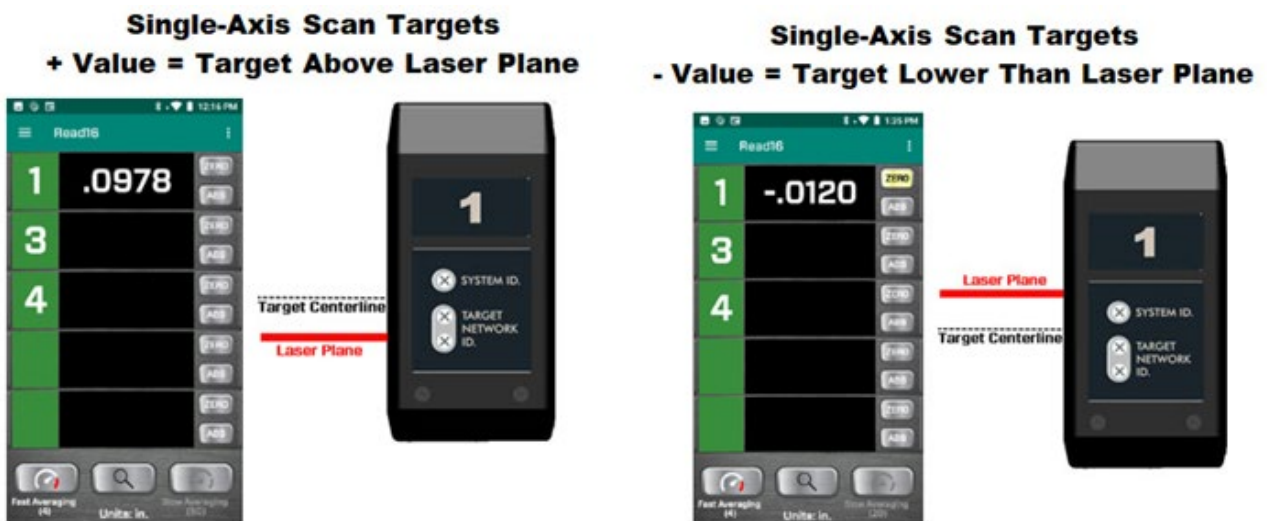 Single-Axis Scan Targets
+ Value = Target Above Laser Plane
12:16 PM
Read16
1
.0978
ZERO
ABS
3
ZERO
ABS
4
ZERO
ABS
ZERO
ABS
ZERO
ABS
Fast Averaging
(4)
Units: in.
Slow Averaging
Target Centerline
Laser Plane
1
SYSTEM ID.
TARGET
NETWORK
ID.
Single-Axis Scan Targets
- Value = Target Lower Than Laser Plane
1:35 PM
Read16
1
-.0120
ZERO
ABS
3
ZERO
ABS
4
ZERO
ABS
ZERO
ABS
ZERO
ABS
Fast Averaging
(4)
Units: in.
Slow Averaging
(20)
Laser Plane
Target Centerline
1
SYSTEM ID.
TARGET
NETWORK
ID.